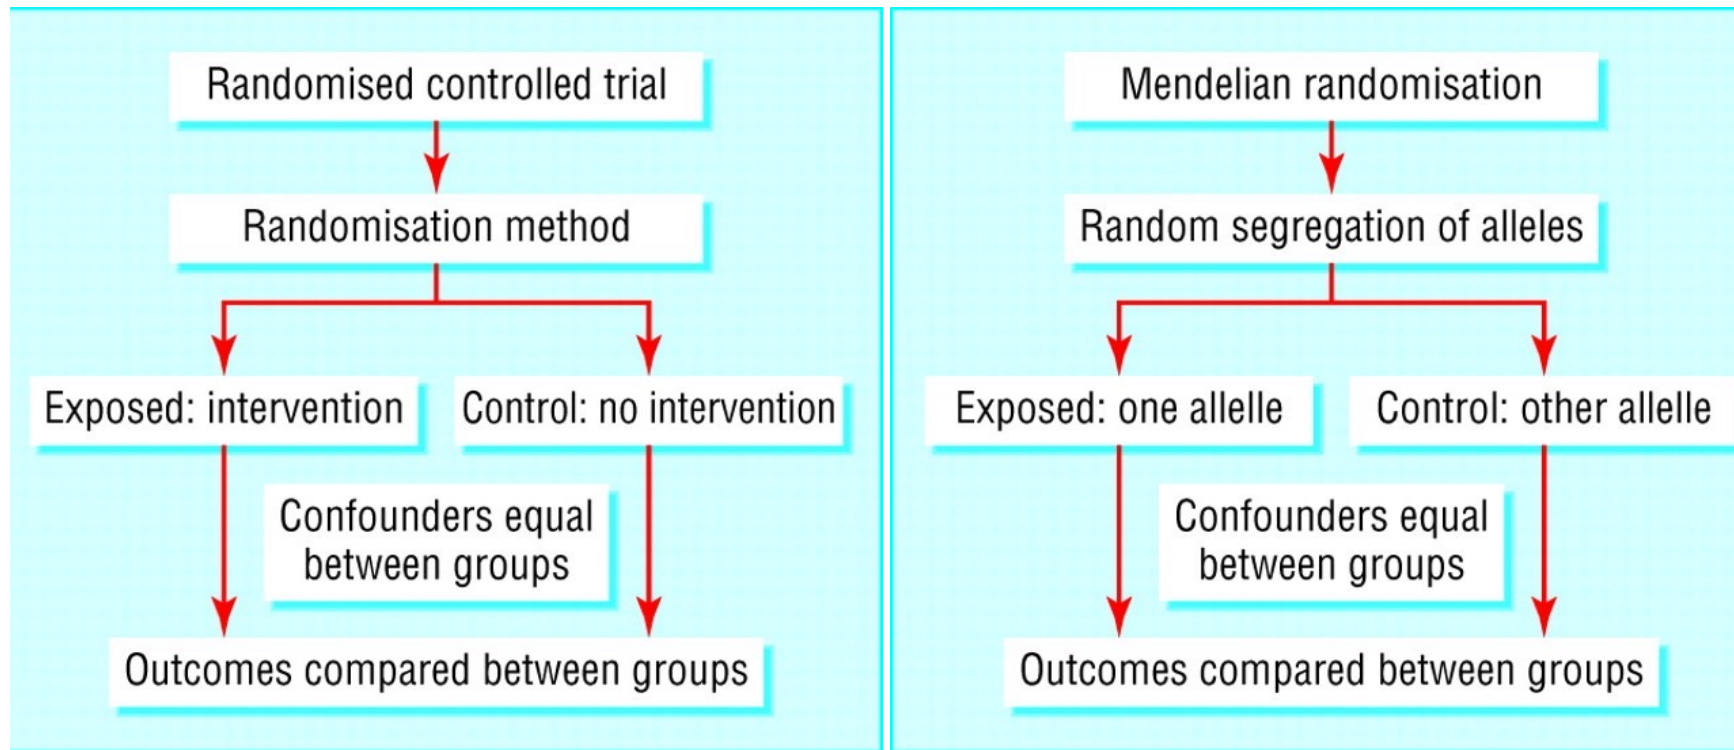 Randomised controlled trial
Randomisation method
Exposed: intervention
Control: no intervention
Confounders equal
between groups
Outcomes compared between groups
Mendelian randomisation
Random segregation of alleles
Exposed: one allelle
Control: other allelle
Confounders equal
between groups
Outcomes compared between groups